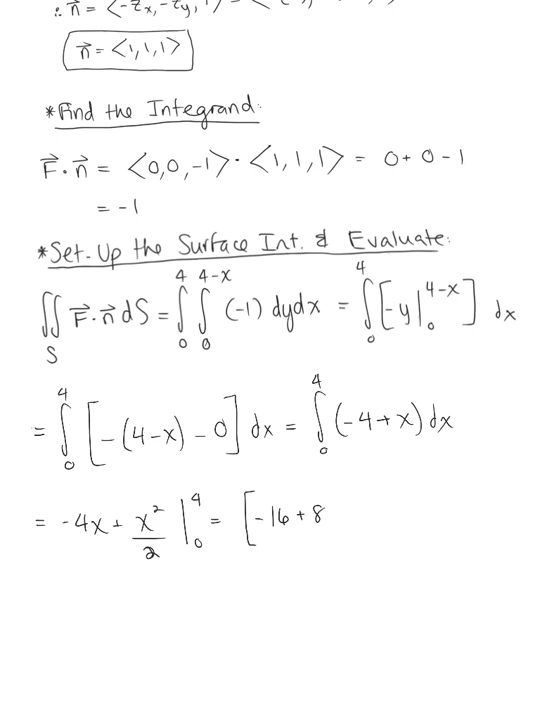 ∴ n⃗ = <-z_x, -z_y, 1>
n⃗ = <1, 1, 1>
*Find the Integrand:
F⃗·n⃗ = <0, 0, -1>·<1, 1, 1> = 0 + 0 - 1
= -1
*Set-Up the Surface Int. & Evaluate:
∬_S F⃗·n⃗ dS = ∫_0^4 ∫_0^{4-x} (-1) dy dx = ∫_0^4 [-y|_0^{4-x}] dx
= ∫_0^4 [-(4-x) - 0] dx = ∫_0^4 (-4+x) dx
= -4x + x²/2 |_0^4 = [-16 + 8